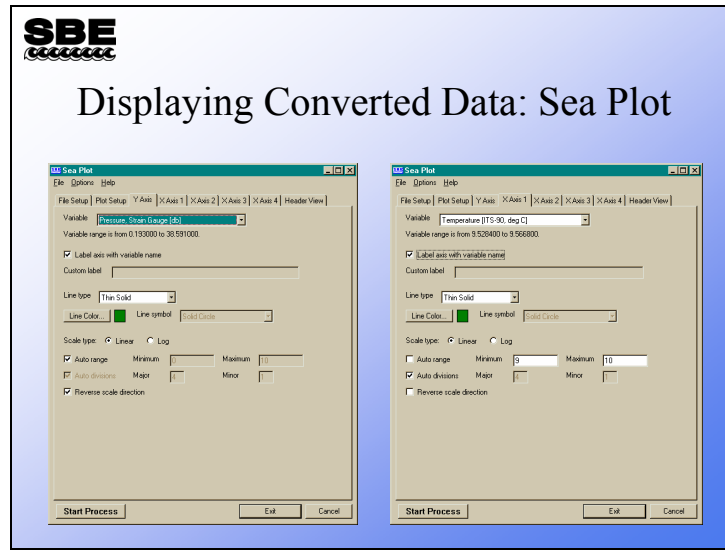 SBE
Displaying Converted Data: Sea Plot
Sea Plot
File Options Help
File Setup Plot Setup Y Axis X Axis 1 X Axis 2 X Axis 3 X Axis 4 Header View
Variable Pressure, Strain Gauge [db]
Variable range is from 0.193000 to 38.591000.
Label axis with variable name
Custom label
Line type Thin Solid
Line Color... Line symbol Solid Circle
Scale type: Linear Log
Auto range Minimum 0 Maximum 10
Auto divisions Major 4 Minor 1
Reverse scale direction
Start Process Exit Cancel
Sea Plot
File Options Help
File Setup Plot Setup Y Axis X Axis 1 X Axis 2 X Axis 3 X Axis 4 Header View
Variable Temperature [ITS-90, deg C]
Variable range is from 9.528400 to 9.566800.
Label axis with variable name
Custom label
Line type Thin Solid
Line Color... Line symbol Solid Circle
Scale type: Linear Log
Auto range Minimum 9 Maximum 10
Auto divisions Major 4 Minor 1
Reverse scale direction
Start Process Exit Cancel